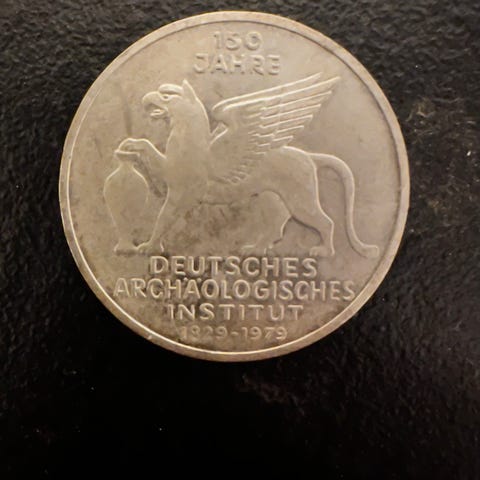 150
JAHRE
DEUTSCHES
ARCHÄOLOGISCHES
INSTITUT
1829-1979